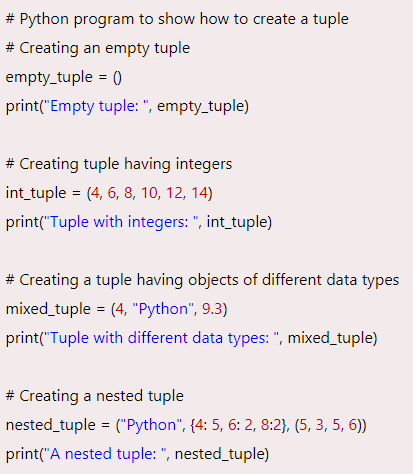 # Python program to show how to create a tuple
# Creating an empty tuple
empty_tuple = ()
print("Empty tuple: ", empty_tuple)
# Creating tuple having integers
int_tuple = (4, 6, 8, 10, 12, 14)
print("Tuple with integers: ", int_tuple)
# Creating a tuple having objects of different data types
mixed_tuple = (4, "Python", 9.3)
print("Tuple with different data types: ", mixed_tuple)
# Creating a nested tuple
nested_tuple = ("Python", {4: 5, 6: 2, 8:2}, (5, 3, 5, 6))
print("A nested tuple: ", nested_tuple)